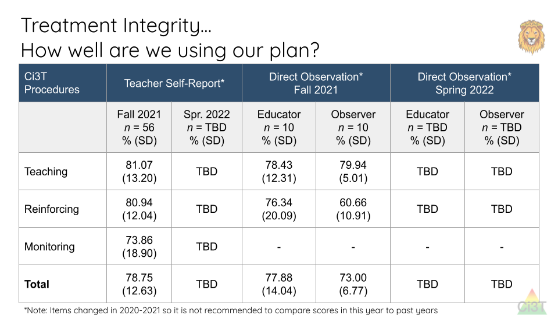 Treatment Integrity...
How well are we using our plan?
Ci3T Procedures | Teacher Self-Report* | Direct Observation* Fall 2021 | Direct Observation* Spring 2022
Fall 2021 n = 56 % (SD) | Spr. 2022 n = TBD % (SD) | Educator n = 10 % (SD) | Observer n = 10 % (SD) | Educator n = TBD % (SD) | Observer n = TBD % (SD)
Teaching | 81.07 (13.20) | TBD | 78.43 (12.31) | 79.94 (5.01) | TBD | TBD
Reinforcing | 80.94 (12.04) | TBD | 76.34 (20.09) | 60.66 (10.91) | TBD | TBD
Monitoring | 73.86 (18.90) | TBD | - | - | - | -
Total | 78.75 (12.63) | TBD | 77.88 (14.04) | 73.00 (6.77) | TBD | TBD
*Note: Items changed in 2020-2021 so it is not recommended to compare scores in this year to past years
Ci3T